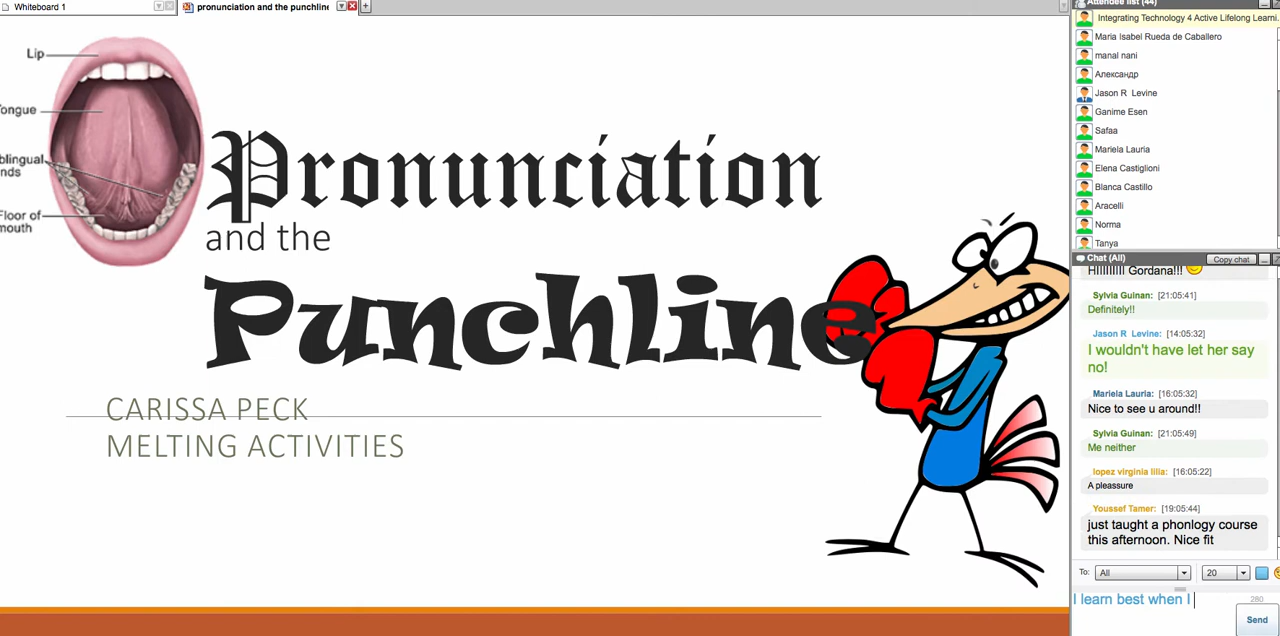 Whiteboard 1
pronunciation and the punchline
Lip
Tongue
blingual
nds
Floor of
mouth
Pronunciation
and the
Punchline
CARISSA PECK
MELTING ACTIVITIES
Attendee list (44)
Integrating Technology 4 Active Lifelong Learni.
Maria Isabel Rueda de Caballero
manal nani
Александр
Jason R Levine
Ganime Esen
Safaa
Mariela Lauria
Elena Castiglioni
Blanca Castillo
Aracelli
Norma
Tanya
Chat (All)
Copy chat
HIIIIIIIII Gordana!!!
Sylvia Guinan: [21:05:41]
Definitely!!
Jason R Levine: [14:05:32]
I wouldn't have let her say
no!
Mariela Lauria: [16:05:32]
Nice to see u around!!
Sylvia Guinan: [21:05:49]
Me neither
lopez virginia lilia: [16:05:22]
A pleassure
Youssef Tamer: [19:05:44]
just taught a phonlogy course
this afternoon. Nice fit
To: All 20
I learn best when I
280
Send